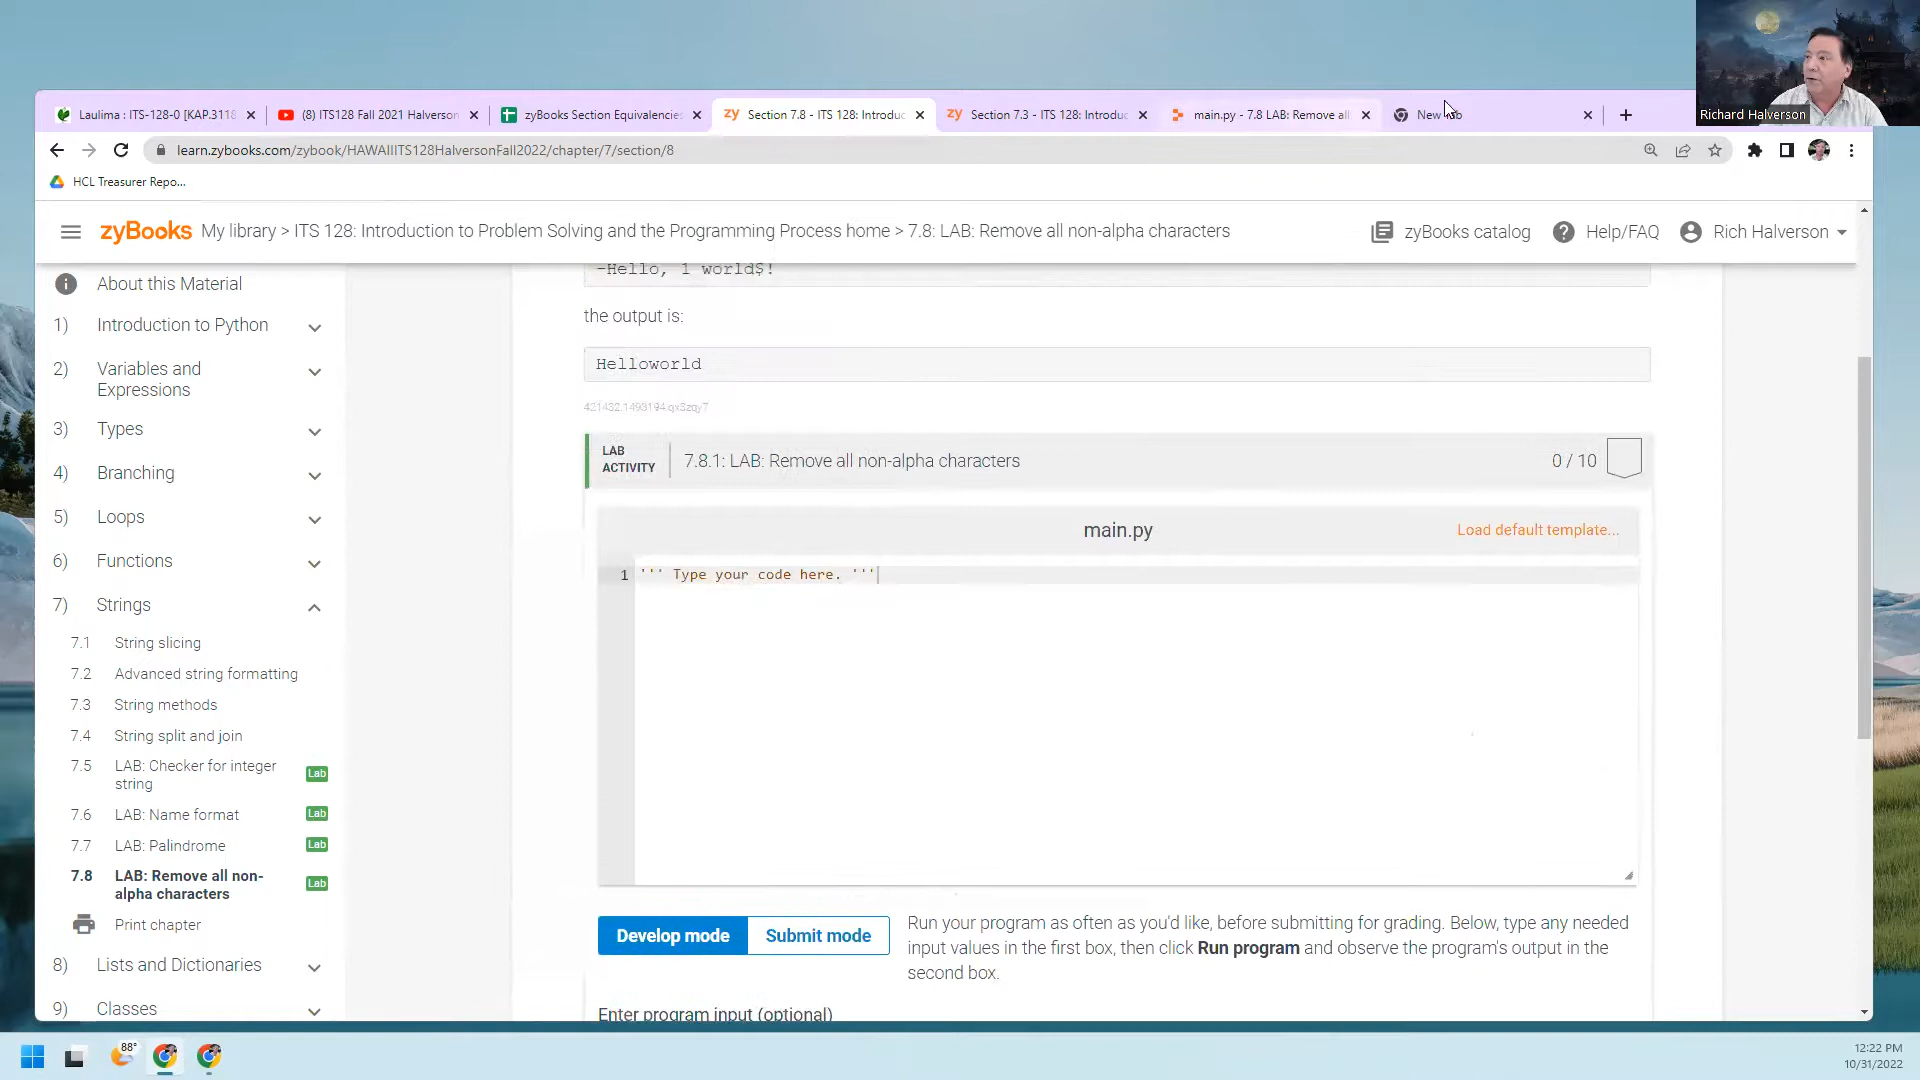 Laulima : ITS-128-0 [KAP.3118
(8) ITS128 Fall 2021 Halverson
zyBooks Section Equivalencies
zy Section 7.8 - ITS 128: Introduc
zy Section 7.3 - ITS 128: Introduc
main.py - 7.8 LAB: Remove all
Richard Halverson
learn.zybooks.com/zybook/HAWAIIITS128HalversonFall2022/chapter/7/section/8
HCL Treasurer Repo...
zyBooks My library > ITS 128: Introduction to Problem Solving and the Programming Process home > 7.8: LAB: Remove all non-alpha characters
zyBooks catalog
Help/FAQ
Rich Halverson
About this Material
1) Introduction to Python
2) Variables and
Expressions
3) Types
4) Branching
5) Loops
6) Functions
7) Strings
7.1 String slicing
7.2 Advanced string formatting
7.3 String methods
7.4 String split and join
7.5 LAB: Checker for integer
string
Lab
7.6 LAB: Name format Lab
7.7 LAB: Palindrome Lab
7.8 LAB: Remove all non-
alpha characters
Lab
Print chapter
8) Lists and Dictionaries
9) Classes
-Hello, 1 world$!
the output is:
Helloworld
421432.1493194.qx3zqy7
LAB
ACTIVITY
7.8.1: LAB: Remove all non-alpha characters
0 / 10
main.py
Load default template...
1 ''' Type your code here. '''
Develop mode
Submit mode
Run your program as often as you'd like, before submitting for grading. Below, type any needed
input values in the first box, then click Run program and observe the program's output in the
second box.
Enter program input (optional)
88°
12:22 PM
10/31/2022